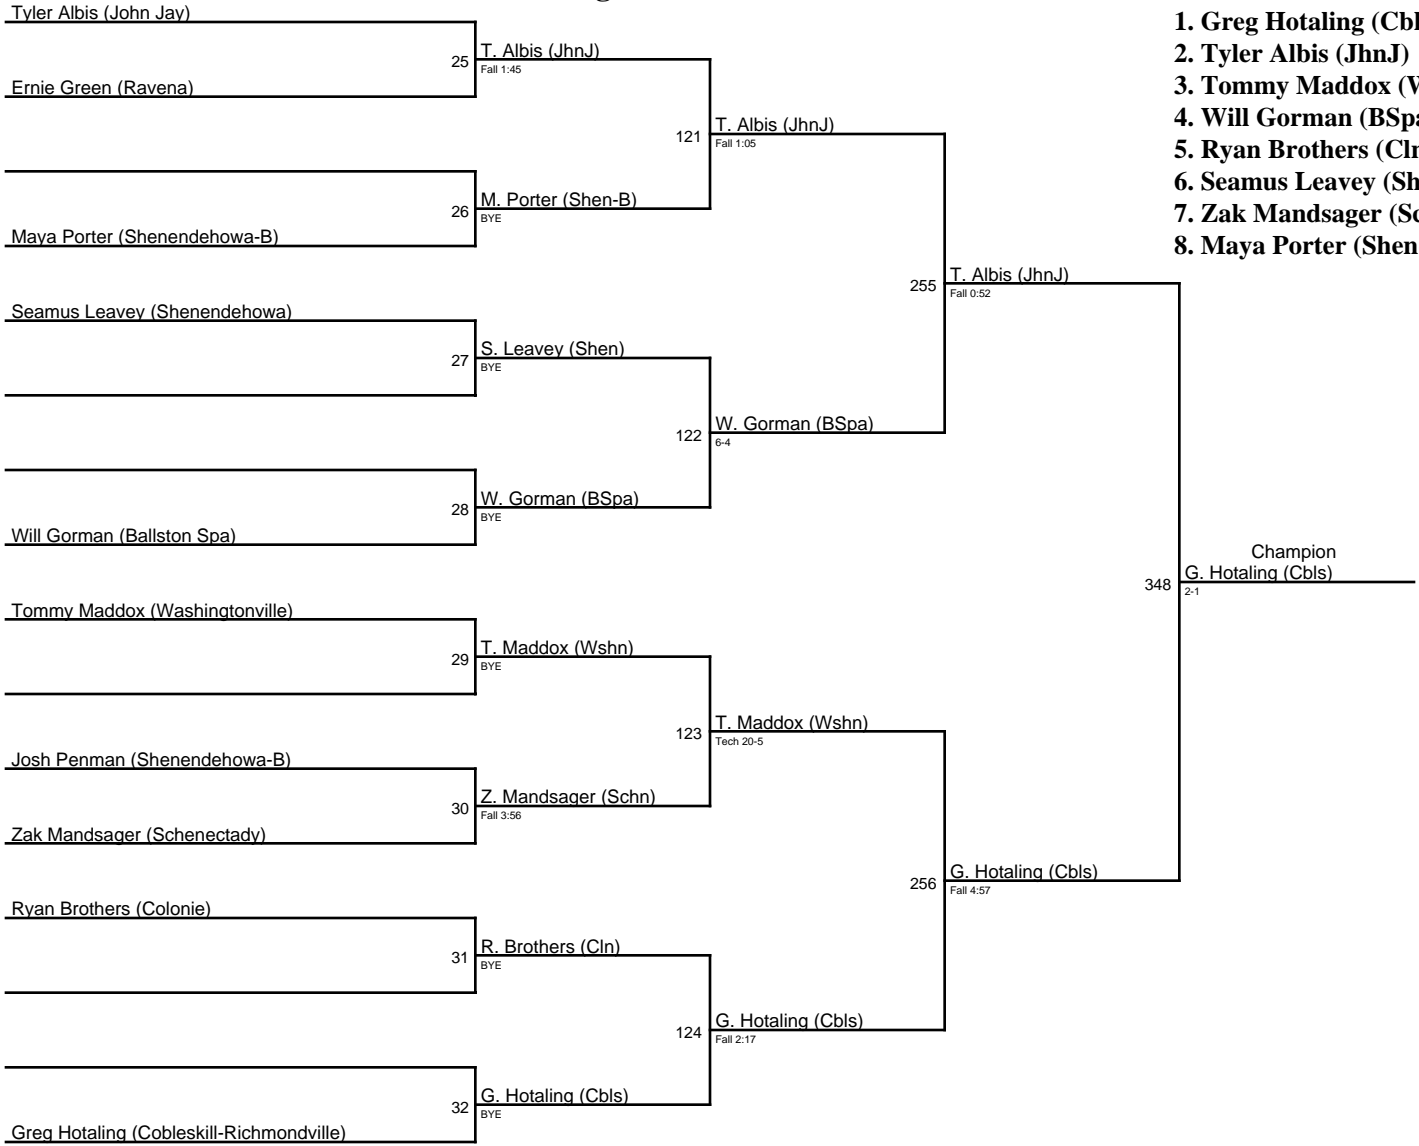 Tyler Albis (John Jay)
25
T. Albis (JhnJ)
Fall 1:45
Ernie Green (Ravena)
121
T. Albis (JhnJ)
Fall 1:05
26
M. Porter (Shen-B)
BYE
Maya Porter (Shenendehowa-B)
255
T. Albis (JhnJ)
Fall 0:52
Seamus Leavey (Shenendehowa)
27
S. Leavey (Shen)
BYE
122
W. Gorman (BSpa)
6-4
28
W. Gorman (BSpa)
BYE
Will Gorman (Ballston Spa)
348
Champion
G. Hotaling (Cbls)
2-1
Tommy Maddox (Washingtonville)
29
T. Maddox (Wshn)
BYE
123
T. Maddox (Wshn)
Tech 20-5
Josh Penman (Shenendehowa-B)
30
Z. Mandsager (Schn)
Fall 3:56
Zak Mandsager (Schenectady)
256
G. Hotaling (Cbls)
Fall 4:57
Ryan Brothers (Colonie)
31
R. Brothers (Cln)
BYE
124
G. Hotaling (Cbls)
Fall 2:17
32
G. Hotaling (Cbls)
BYE
Greg Hotaling (Cobleskill-Richmondville)
1. Greg Hotaling (Cbl
2. Tyler Albis (JhnJ)
3. Tommy Maddox (W
4. Will Gorman (BSpa
5. Ryan Brothers (Cln
6. Seamus Leavey (Sh
7. Zak Mandsager (Sc
8. Maya Porter (Shen